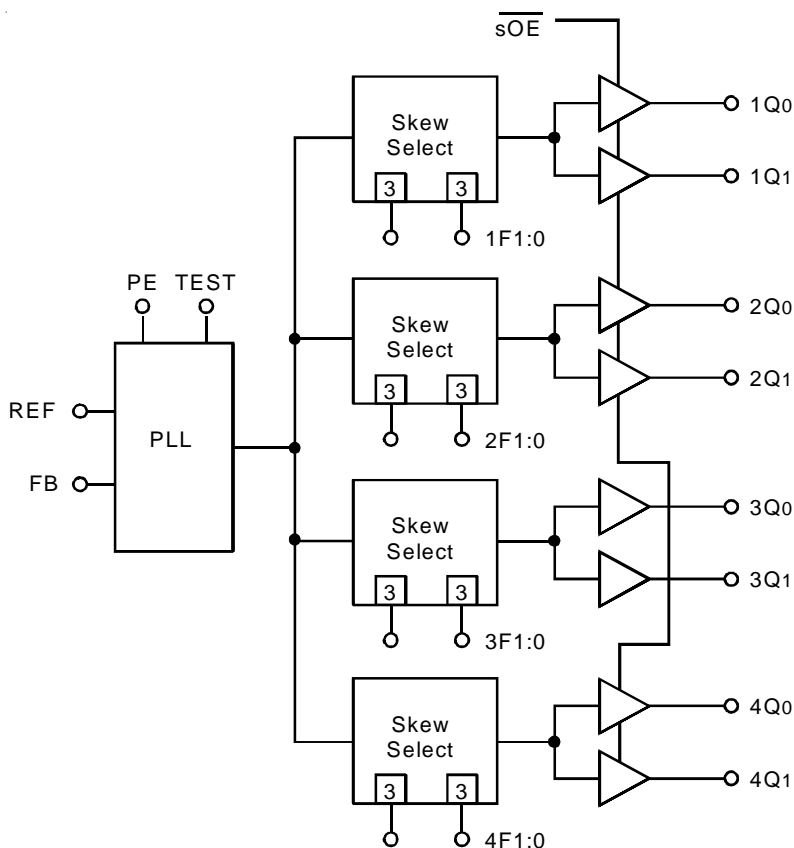 sOE
Skew
Select
3 3
1F1:0
1Q0
1Q1
PE TEST
REF
FB
PLL
Skew
Select
3 3
2F1:0
2Q0
2Q1
Skew
Select
3 3
3F1:0
3Q0
3Q1
Skew
Select
3 3
4F1:0
4Q0
4Q1